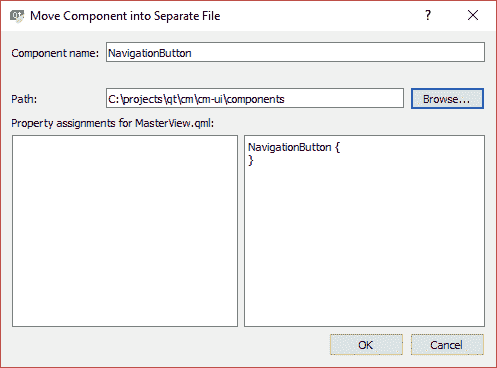 Move Component into Separate File
Component name: NavigationButton
Path: C:\projects\qt\cm\cm-ui\components Browse...
Property assignments for MasterView.qml:
NavigationButton {
}
OK Cancel